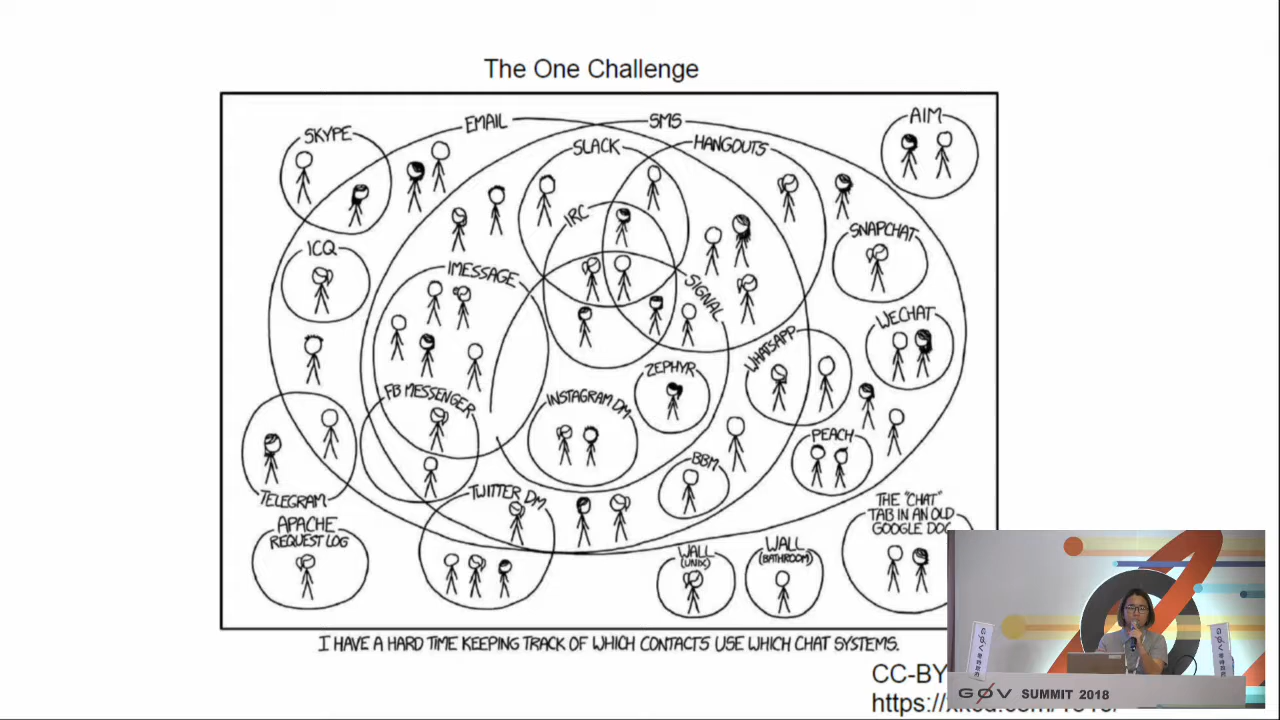 The One Challenge
SKYPE
EMAIL
SMS
AIM
SLACK
HANGOUTS
IRC
ICQ
IMESSAGE
SIGNAL
SNAPCHAT
WECHAT
WHATSAPP
ZEPHYR
FB MESSENGER
INSTAGRAM DM
PEACH
BBM
TELEGRAM
TWITTER DM
APACHE
REQUEST LOG
WALL
(UNIX)
WALL
(BATHROOM)
THE "CHAT"
TAB IN AN OLD
GOOGLE DOC
I HAVE A HARD TIME KEEPING TRACK OF WHICH CONTACTS USE WHICH CHAT SYSTEMS.
CC-BY
GØV SUMMIT 2018